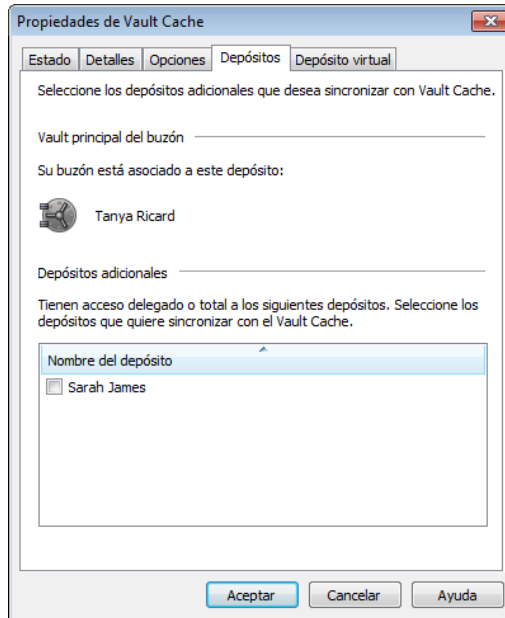 Propiedades de Vault Cache
Estado Detalles Opciones Depósitos Depósito virtual
Seleccione los depósitos adicionales que desea sincronizar con Vault Cache.
Vault principal del buzón
Su buzón está asociado a este depósito:
Tanya Ricard
Depósitos adicionales
Tienen acceso delegado o total a los siguientes depósitos. Seleccione los
depósitos que quiere sincronizar con el Vault Cache.
Nombre del depósito
Sarah James
Aceptar Cancelar Ayuda